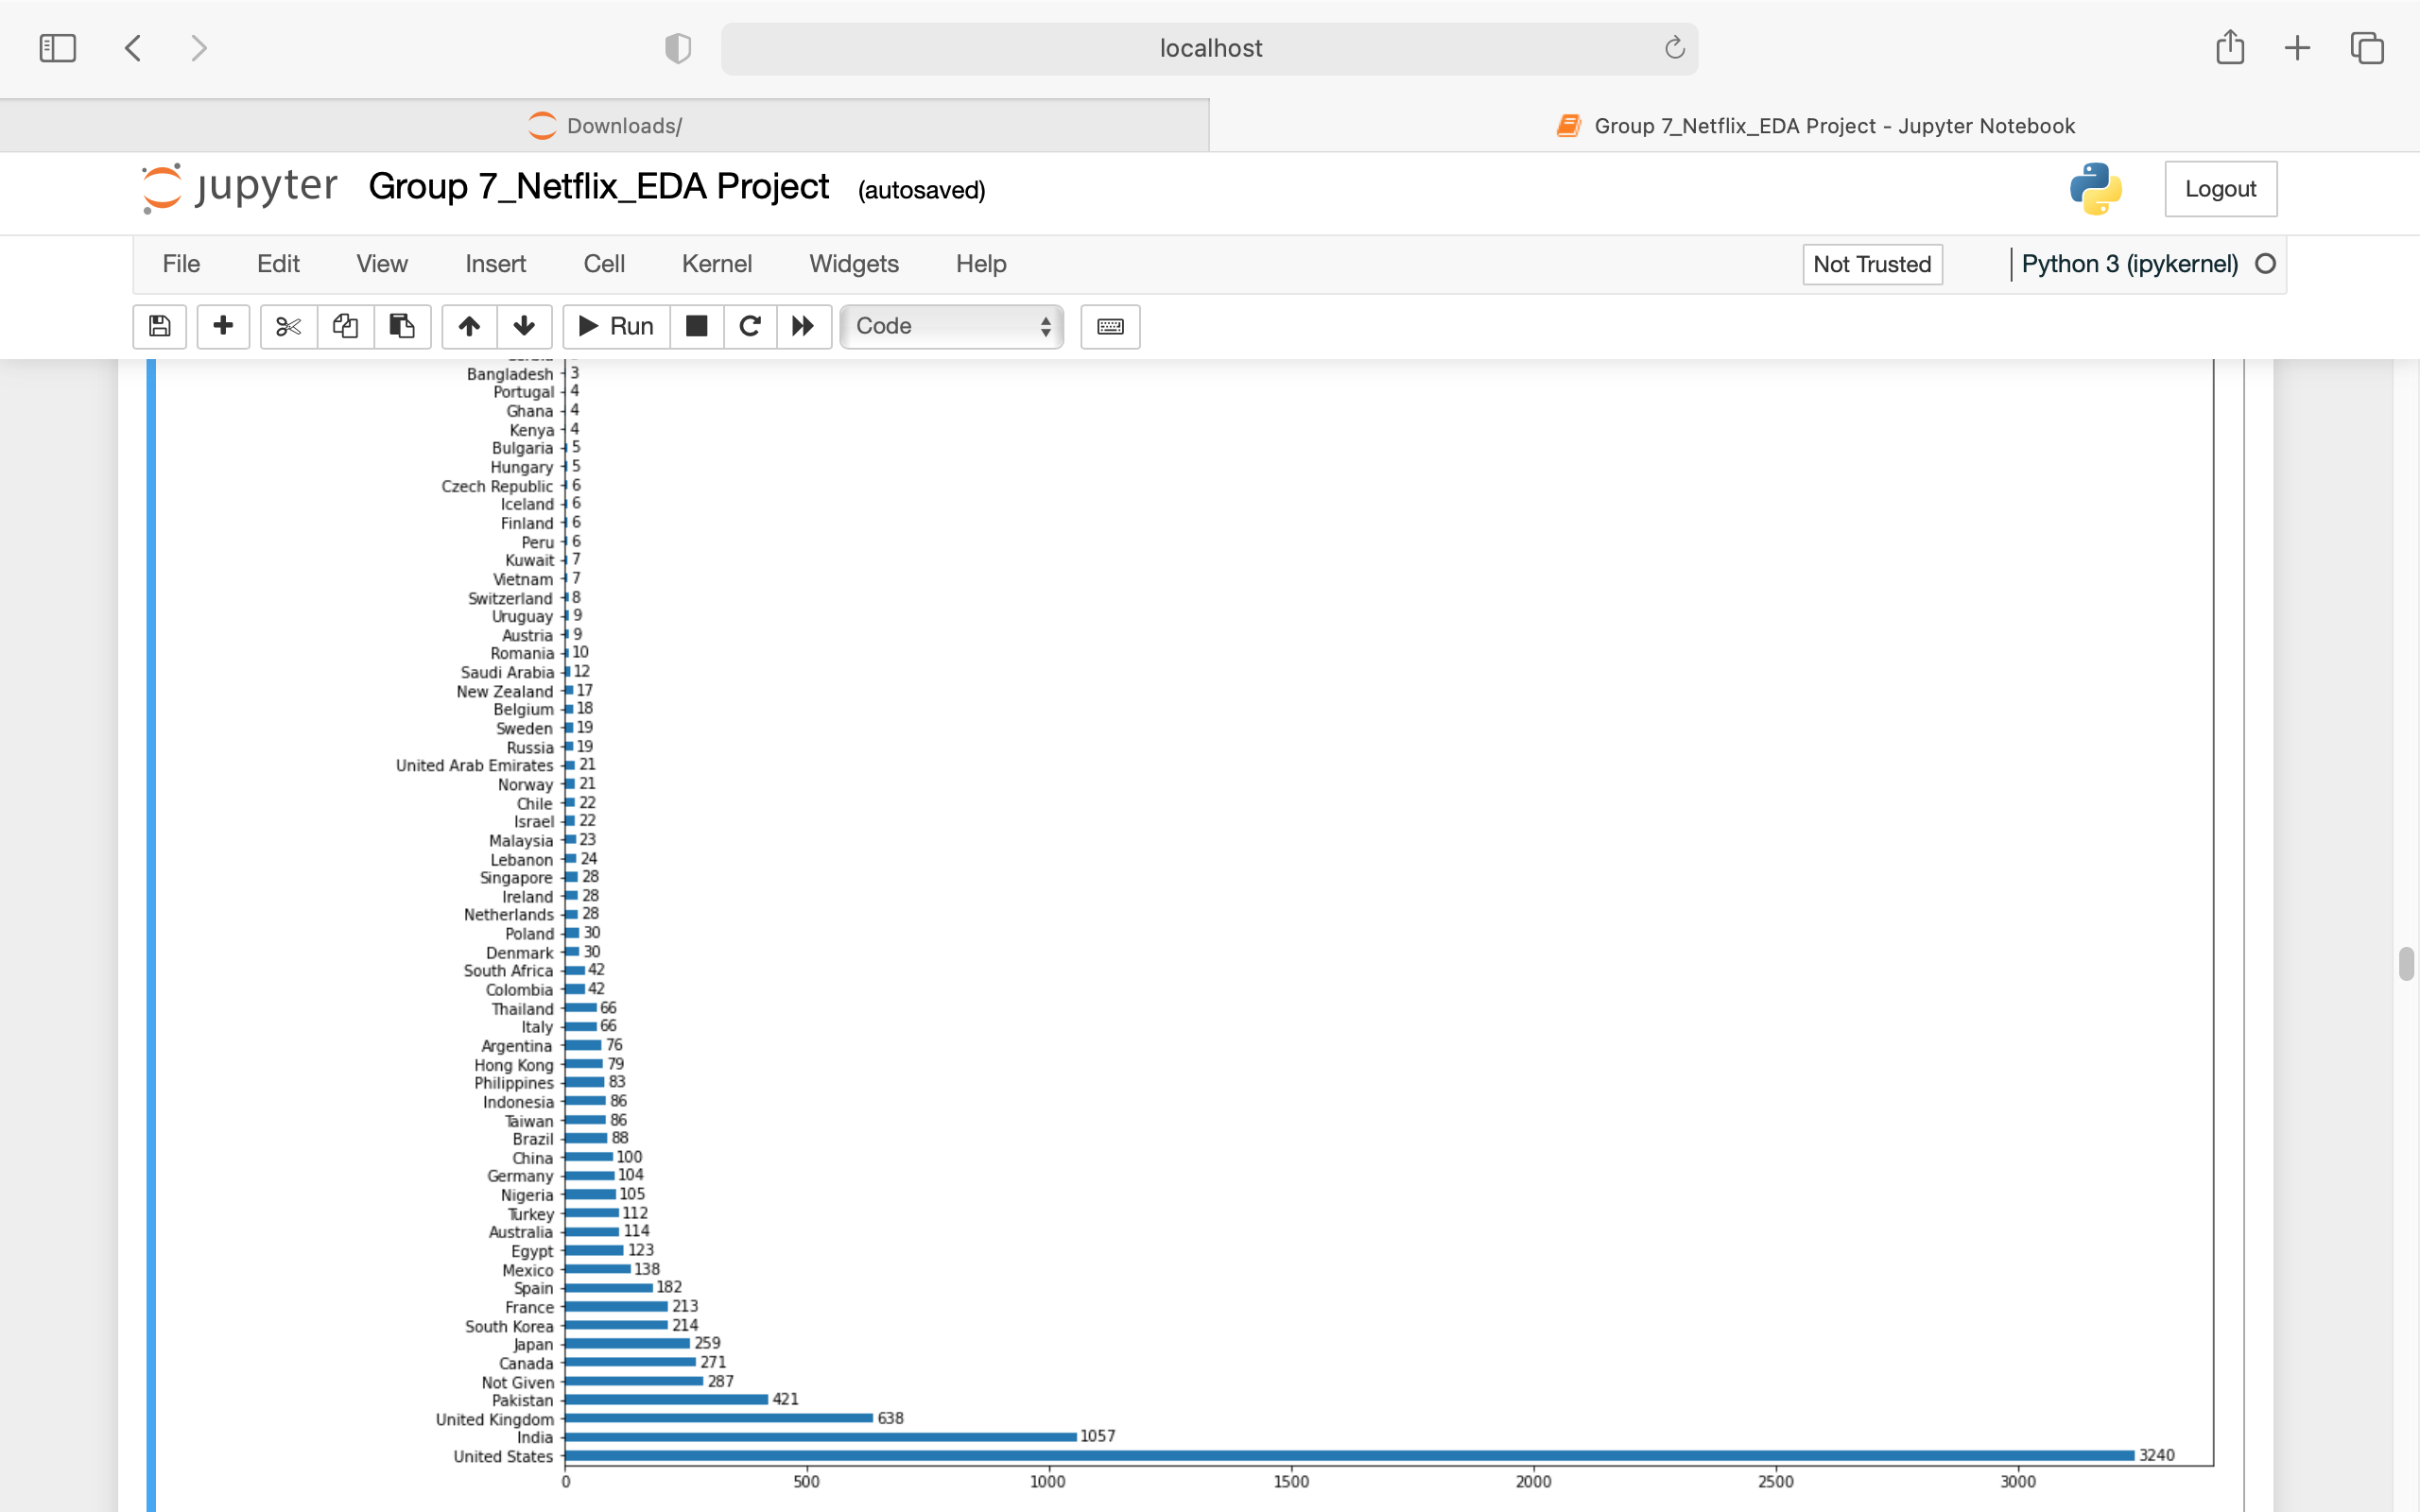 localhost
Downloads/
Group 7_Netflix_EDA Project - Jupyter Notebook
jupyter Group 7_Netflix_EDA Project (autosaved)
Logout
File Edit View Insert Cell Kernel Widgets Help
Not Trusted
Python 3 (ipykernel)
Run
Code
Bangladesh 3
Portugal 4
Ghana 4
Kenya 4
Bulgaria 5
Hungary 5
Czech Republic 6
Iceland 6
Finland 6
Peru 6
Kuwait 7
Vietnam 7
Switzerland 8
Uruguay 9
Austria 9
Romania 10
Saudi Arabia 12
New Zealand 17
Belgium 18
Sweden 19
Russia 19
United Arab Emirates 21
Norway 21
Chile 22
Israel 22
Malaysia 23
Lebanon 24
Singapore 28
Ireland 28
Netherlands 28
Poland 30
Denmark 30
South Africa 42
Colombia 42
Thailand 66
Italy 66
Argentina 76
Hong Kong 79
Philippines 83
Indonesia 86
Taiwan 86
Brazil 88
China 100
Germany 104
Nigeria 105
Turkey 112
Australia 114
Egypt 123
Mexico 138
Spain 182
France 213
South Korea 214
Japan 259
Canada 271
Not Given 287
Pakistan 421
United Kingdom 638
India 1057
United States 3240
0 500 1000 1500 2000 2500 3000